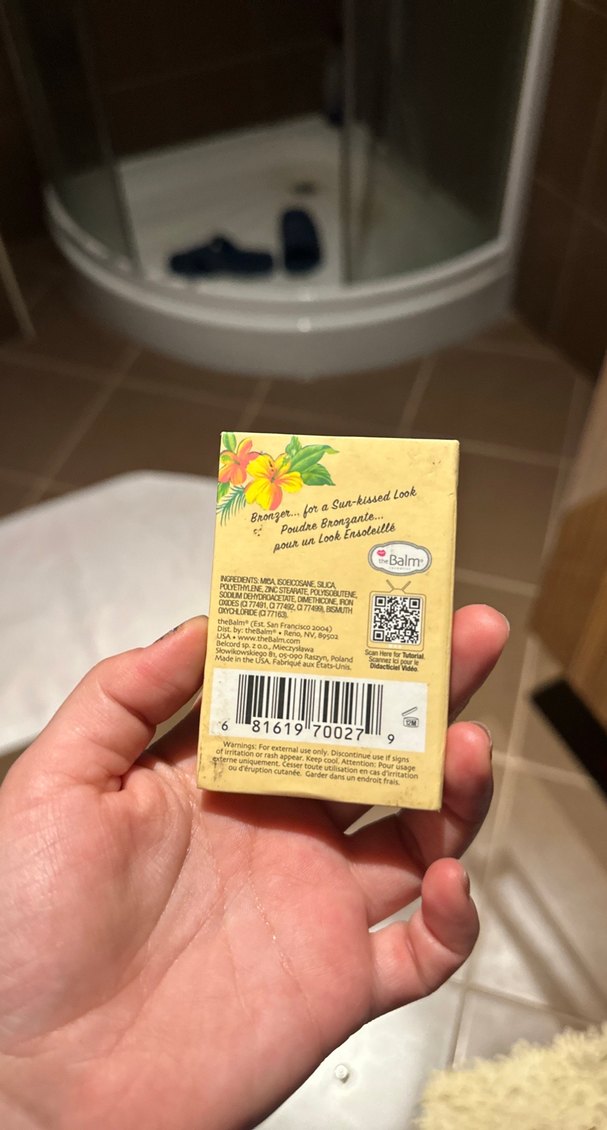 Bronzer... for a Sun-kissed Look
Poudre Bronzante...
pour un Look Ensoleillé
theBalm®
COSMETICS
INGREDIENTS: MICA, ISOEICOSANE, SILICA,
POLYETHYLENE, ZINC STEARATE, POLYISOBUTENE,
SODIUM DEHYDROACETATE, DIMETHICONE, IRON
OXIDES (CI 77491, CI 77492, CI 77499), BISMUTH
OXYCHLORIDE (CI 77163).
theBalm® (Est. San Francisco 2004)
Dist. by: theBalm® • Reno, NV, 89502
USA • www.theBalm.com
Belcord sp. z o.o., Mieczyslawa
Słowikowskiego 81, 05-090 Raszyn, Poland
Made in the USA. Fabriqué aux États-Unis.
Scan Here for Tutorial.
Scannez ici pour le
Didacticiel Vidéo.
6 81619 70027 9
12M
Warnings: For external use only. Discontinue use if signs
of irritation or rash appear. Keep cool. Attention: Pour usage
externe uniquement. Cesser toute utilisation en cas d'irritation
ou d'éruption cutanée. Garder dans un endroit frais.